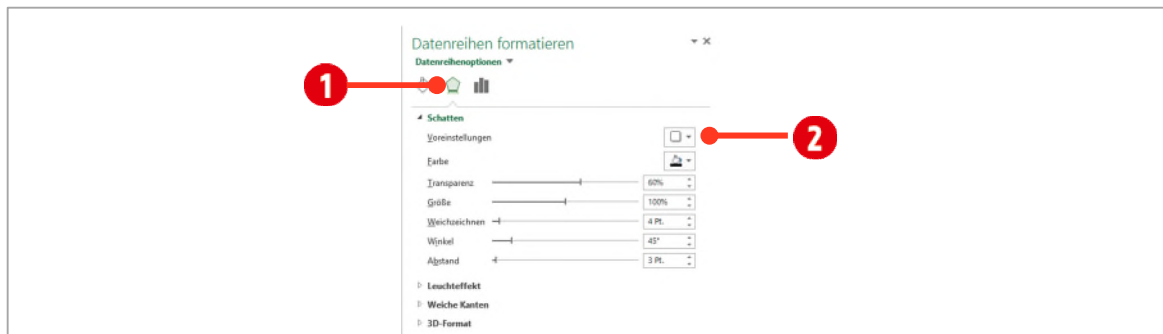 Datenreihen formatieren
Datenreihenoptionen
1
Schatten
Voreinstellungen
2
Farbe
Transparenz 60%
Größe 100%
Weichzeichnen 4 Pt.
Winkel 45°
Abstand 3 Pt.
Leuchteffekt
Weiche Kanten
3D-Format